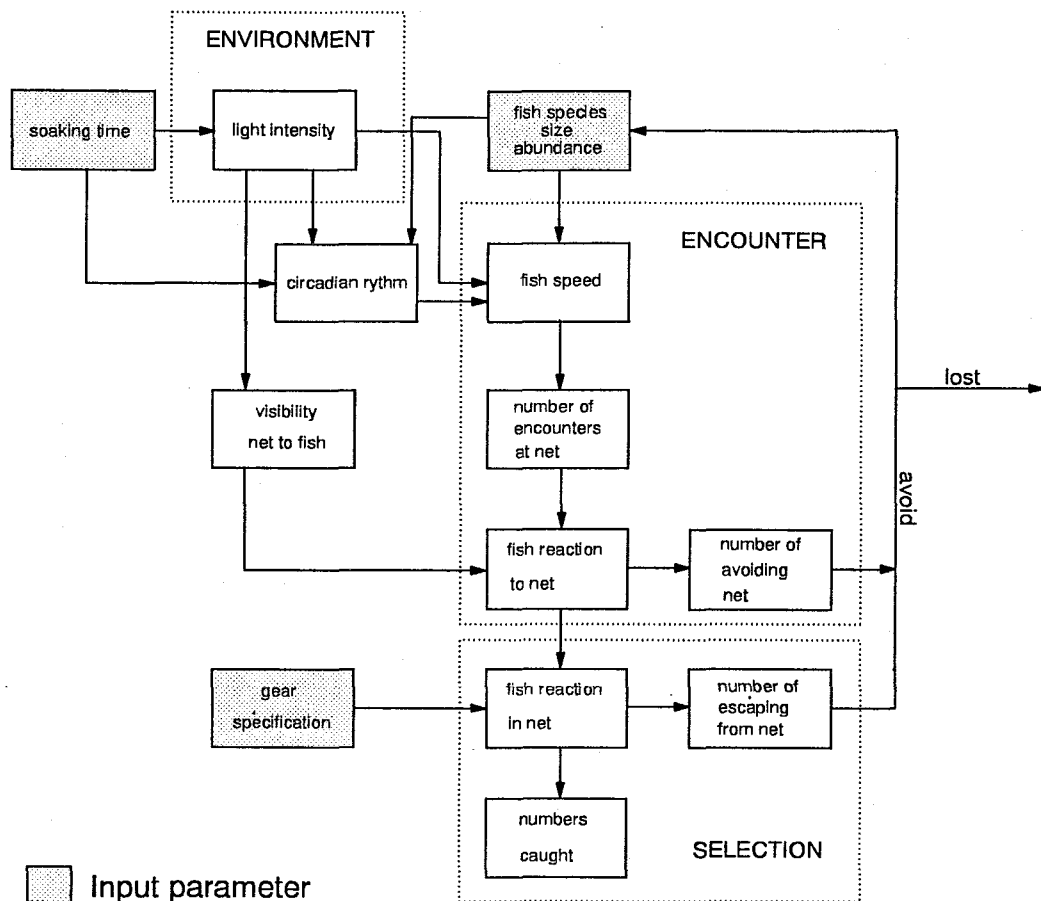 ENVIRONMENT
soaking time
light intensity
fish species
size
abundance
ENCOUNTER
circadian rythm
fish speed
lost
visibility
net to fish
number of
encounters
at net
avoid
fish reaction
to net
number of
avoiding
net
gear
specification
fish reaction
in net
number of
escaping
from net
numbers
caught
SELECTION
Input parameter